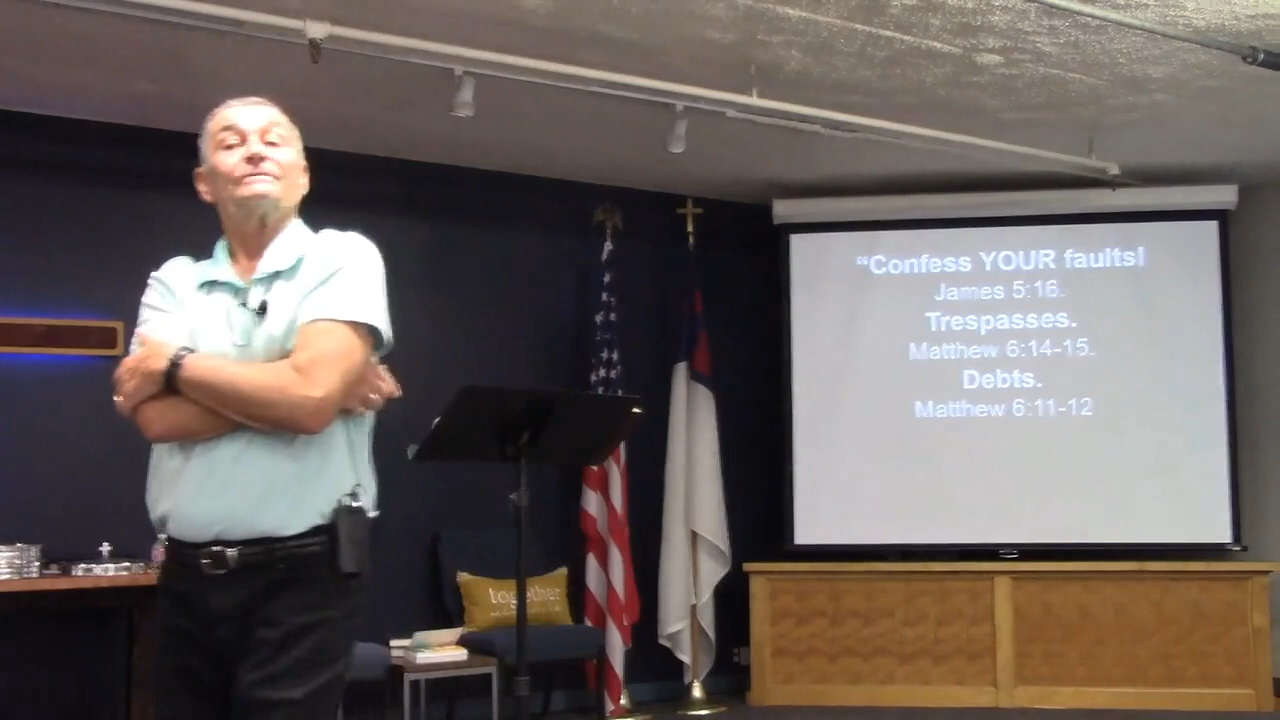 “Confess YOUR faults!
James 5:16.
Trespasses.
Matthew 6:14-15.
Debts.
Matthew 6:11-12
together